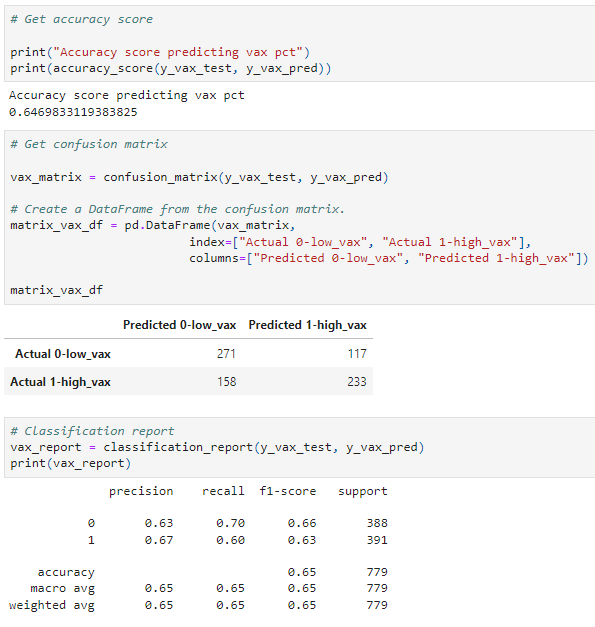 # Get accuracy score
print("Accuracy score predicting vax pct")
print(accuracy_score(y_vax_test, y_vax_pred))
Accuracy score predicting vax pct
0.6469833119383825
# Get confusion matrix
vax_matrix = confusion_matrix(y_vax_test, y_vax_pred)
# Create a DataFrame from the confusion matrix.
matrix_vax_df = pd.DataFrame(vax_matrix,
index=["Actual 0-low_vax", "Actual 1-high_vax"],
columns=["Predicted 0-low_vax", "Predicted 1-high_vax"])
matrix_vax_df
Predicted 0-low_vax Predicted 1-high_vax
Actual 0-low_vax 271 117
Actual 1-high_vax 158 233
# Classification report
vax_report = classification_report(y_vax_test, y_vax_pred)
print(vax_report)
precision recall f1-score support
0 0.63 0.70 0.66 388
1 0.67 0.60 0.63 391
accuracy 0.65 779
macro avg 0.65 0.65 0.65 779
weighted avg 0.65 0.65 0.65 779